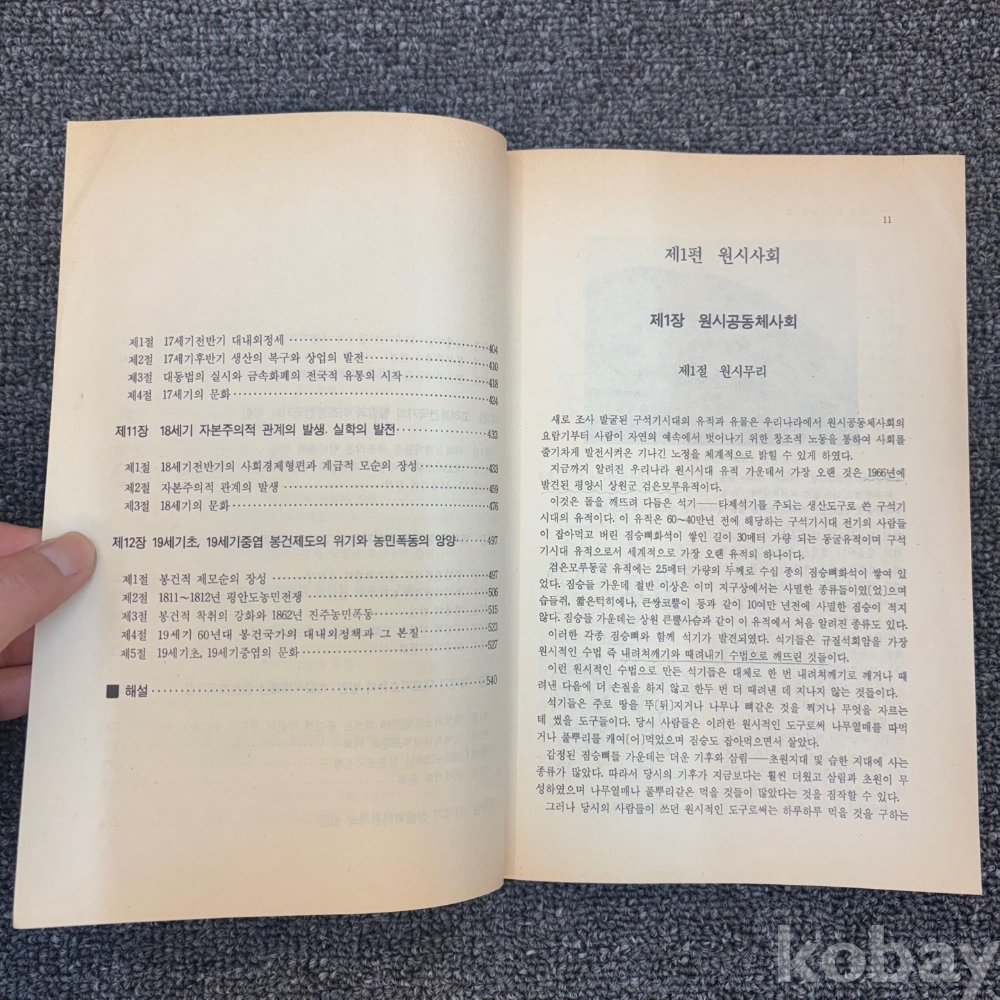 제1절 17세기전반기 대내외정세 404
제2절 17세기후반기 생산의 복구와 상업의 발전 410
제3절 대동법의 실시와 금속화폐의 전국적 유통의 시작 418
제4절 17세기의 문화 424
제11장 18세기 자본주의적 관계의 발생. 실학의 발전 433
제1절 18세기전반기의 사회경제형편과 계급적 모순의 장성 433
제2절 자본주의적 관계의 발생 459
제3절 18세기의 문화 476
제12장 19세기초, 19세기중엽 봉건제도의 위기와 농민폭동의 앙양 497
제1절 봉건적 제모순의 장성 497
제2절 1811~1812년 평안도농민전쟁 506
제3절 봉건적 착취의 강화와 1862년 진주농민폭동 515
제4절 19세기 60년대 봉건국가의 대내외정책과 그 본질 523
제5절 19세기초, 19세기중엽의 문화 527
■ 해설 540
11
제1편 원시사회
제1장 원시공동체사회
제1절 원시무리
새로 조사 발굴된 구석기시대의 유적과 유물은 우리나라에서 원시공동체사회의
요람기부터 사람이 자연의 예속에서 벗어나기 위한 창조적 노동을 통하여 사회를
줄기차게 발전시켜온 기나긴 노정을 체계적으로 밝힐 수 있게 하였다.
지금까지 알려진 우리나라 원시시대 유적 가운데서 가장 오랜 것은 1966년에
발견된 평양시 상원군 검은모루유적이다.
이것은 돌을 깨뜨려 다듬은 석기——타제석기를 주되는 생산도구로 쓴 구석기
시대의 유적이다. 이 유적은 60~40만년 전에 해당하는 구석기시대 전기의 사람들
이 잡아먹고 버린 짐승뼈화석이 쌓인 길이 30메터 가량 되는 동굴유적이며 구석
기시대 유적으로서 세계적으로 가장 오랜 유적의 하나이다.
검은모루동굴 유적에는 2.5메터 가량의 두께로 수십 종의 짐승뼈화석이 쌓여 있
었다. 짐승들 가운데 절반 이상은 이미 지구상에서는 사멸한 종류들이였(었)으며
습들쥐, 짧은턱히에나, 큰쌍코뿔이 등과 같이 10여만 년전에 사멸한 짐승이 적지
않다. 짐승들 가운데는 상원 큰뿔사슴과 같이 이 유적에서 처음 알려진 종류도 있다.
이러한 각종 짐승뼈와 함께 석기가 발견되였다. 석기들은 규질석회암을 가장
원시적인 수법 즉 내려쳐깨기와 때려내기 수법으로 깨뜨린 것들이다.
이런 원시적인 수법으로 만든 석기들은 대체로 한 번 내려쳐깨기로 깨거나 때
려낸 다음에 더 손질을 하지 않고 한두 번 더 때려낸 데 지나지 않는 것들이다.
석기들은 주로 땅을 뚜[뒤]지거나 나무나 뼈같은 것을 찍거나 무엇을 자르는
데 썼을 도구들이다. 당시 사람들은 이러한 원시적인 도구로써 나무열매를 따먹
거나 풀뿌리를 캐여(어)먹었으며 짐승도 잡아먹으면서 살았다.
감정된 짐승뼈들 가운데는 더운 기후와 삼림——초원지대 및 습한 지대에 사는
종류가 많았다. 따라서 당시의 기후가 지금보다는 훨씬 더웠고 삼림과 초원이 무
성하였으며 나무열매나 풀뿌리같은 먹을 것들이 많았다는 것을 짐작할 수 있다.
그러나 당시의 사람들이 쓰던 원시적인 도구로써는 하루하루 먹을 것을 구하는
kobay